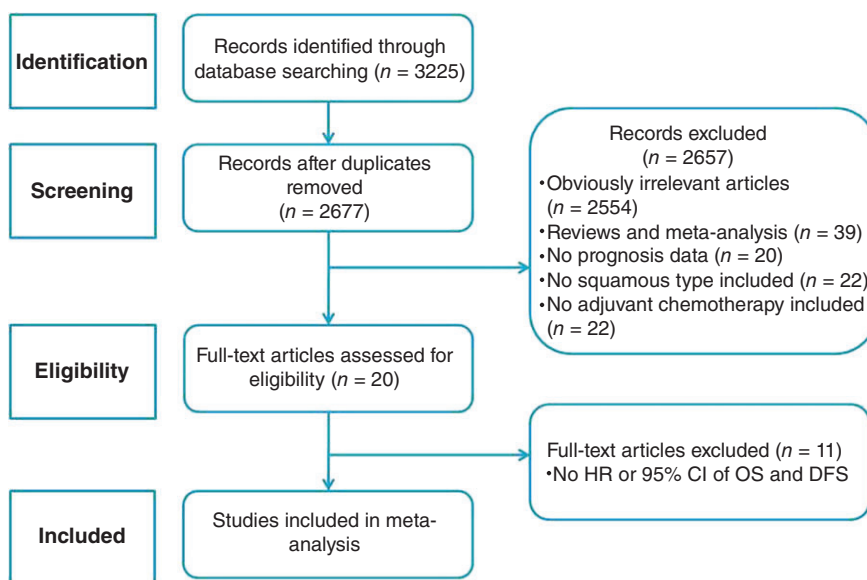 Identification
Records identified through
database searching (n = 3225)
Screening
Records after duplicates
removed
(n = 2677)
Records excluded
(n = 2657)
•Obviously irrelevant articles
(n = 2554)
•Reviews and meta-analysis (n = 39)
•No prognosis data (n = 20)
•No squamous type included (n = 22)
•No adjuvant chemotherapy included
(n = 22)
Eligibility
Full-text articles assessed for
eligibility (n = 20)
Full-text articles excluded (n = 11)
•No HR or 95% CI of OS and DFS
Included
Studies included in meta-
analysis